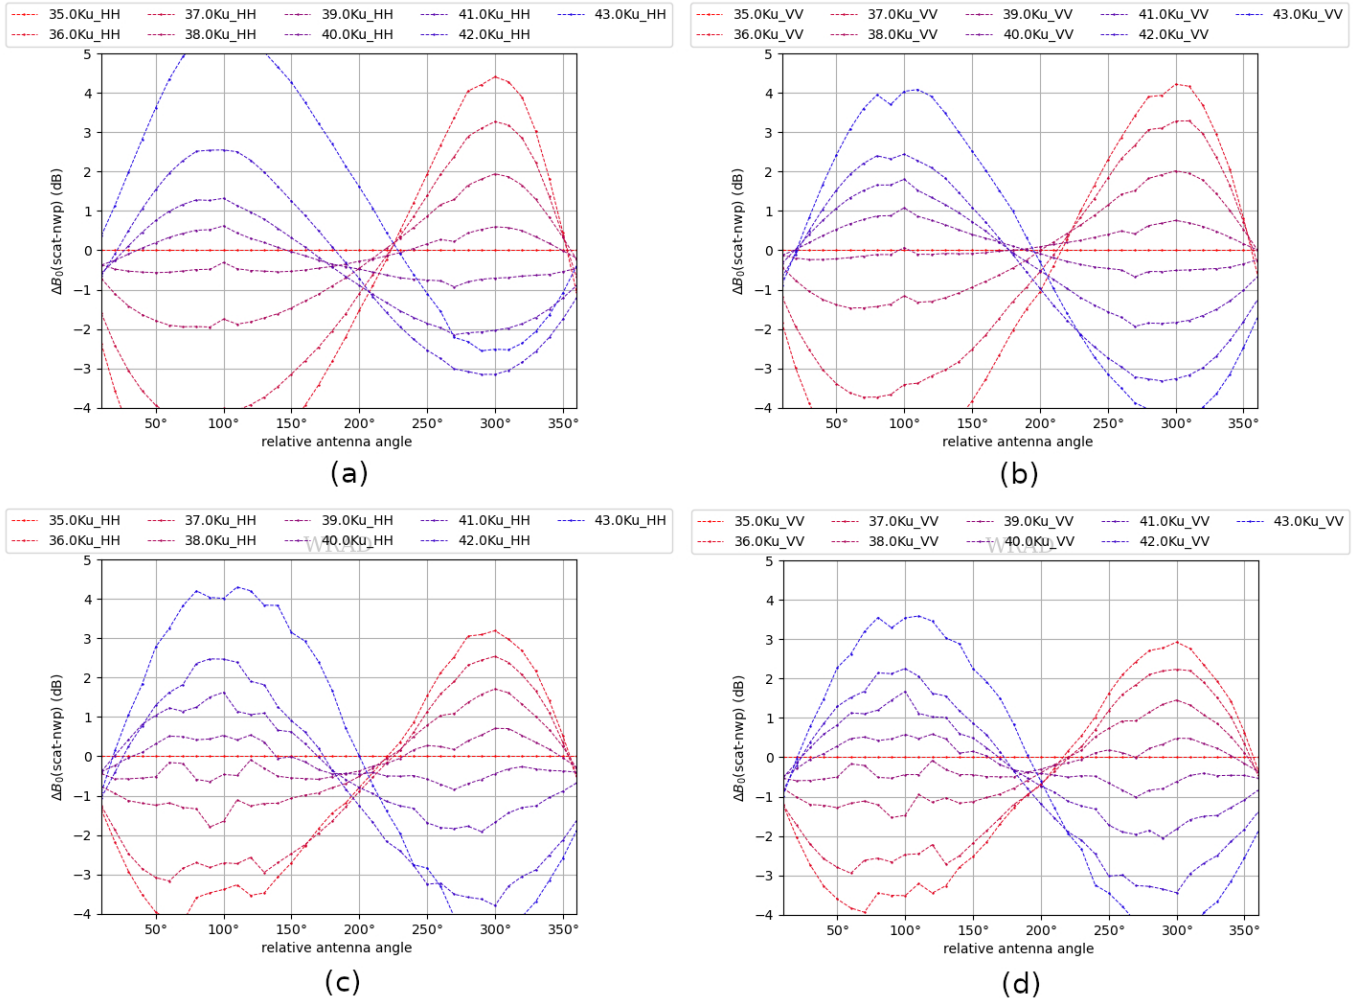 35.0Ku_HH 37.0Ku_HH 39.0Ku_HH 41.0Ku_HH 43.0Ku_HH
36.0Ku_HH 38.0Ku_HH 40.0Ku_HH 42.0Ku_HH
5
4
3
2
1
0
−1
−2
−3
−4
ΔB₀(scat-nwp) (dB)
50° 100° 150° 200° 250° 300° 350°
relative antenna angle
(a)
35.0Ku_VV 37.0Ku_VV 39.0Ku_VV 41.0Ku_VV 43.0Ku_VV
36.0Ku_VV 38.0Ku_VV 40.0Ku_VV 42.0Ku_VV
5
4
3
2
1
0
−1
−2
−3
−4
ΔB₀(scat-nwp) (dB)
50° 100° 150° 200° 250° 300° 350°
relative antenna angle
(b)
35.0Ku_HH 37.0Ku_HH 39.0Ku_HH 41.0Ku_HH 43.0Ku_HH
36.0Ku_HH 38.0Ku_HH 40.0Ku_HH 42.0Ku_HH
WRAD
5
4
3
2
1
0
−1
−2
−3
−4
ΔB₀(scat-nwp) (dB)
50° 100° 150° 200° 250° 300° 350°
relative antenna angle
(c)
35.0Ku_VV 37.0Ku_VV 39.0Ku_VV 41.0Ku_VV 43.0Ku_VV
36.0Ku_VV 38.0Ku_VV 40.0Ku_VV 42.0Ku_VV
WRAD
5
4
3
2
1
0
−1
−2
−3
−4
ΔB₀(scat-nwp) (dB)
50° 100° 150° 200° 250° 300° 350°
relative antenna angle
(d)